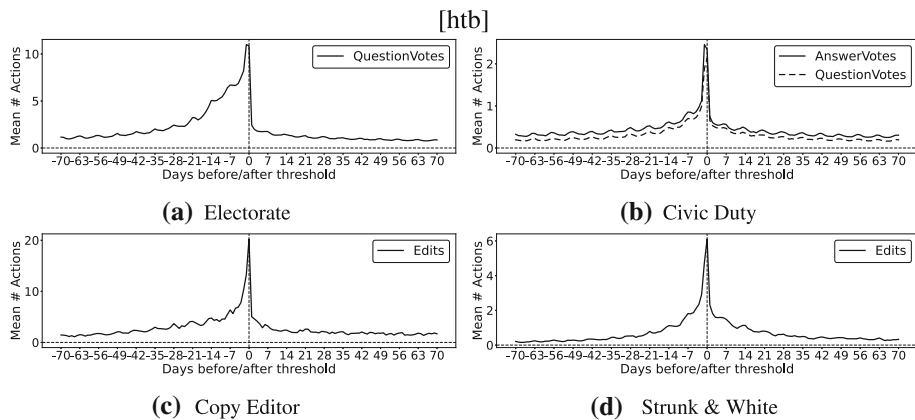 [htb]
Mean # Actions
10
5
0
QuestionVotes
-70-63-56-49-42-35-28-21-14 -7 0 7 14 21 28 35 42 49 56 63 70
Days before/after threshold
(a) Electorate
Mean # Actions
2
1
0
AnswerVotes
QuestionVotes
-70-63-56-49-42-35-28-21-14 -7 0 7 14 21 28 35 42 49 56 63 70
Days before/after threshold
(b) Civic Duty
Mean # Actions
20
10
0
Edits
-70-63-56-49-42-35-28-21-14 -7 0 7 14 21 28 35 42 49 56 63 70
Days before/after threshold
(c) Copy Editor
Mean # Actions
6
4
2
0
Edits
-70-63-56-49-42-35-28-21-14 -7 0 7 14 21 28 35 42 49 56 63 70
Days before/after threshold
(d) Strunk & White